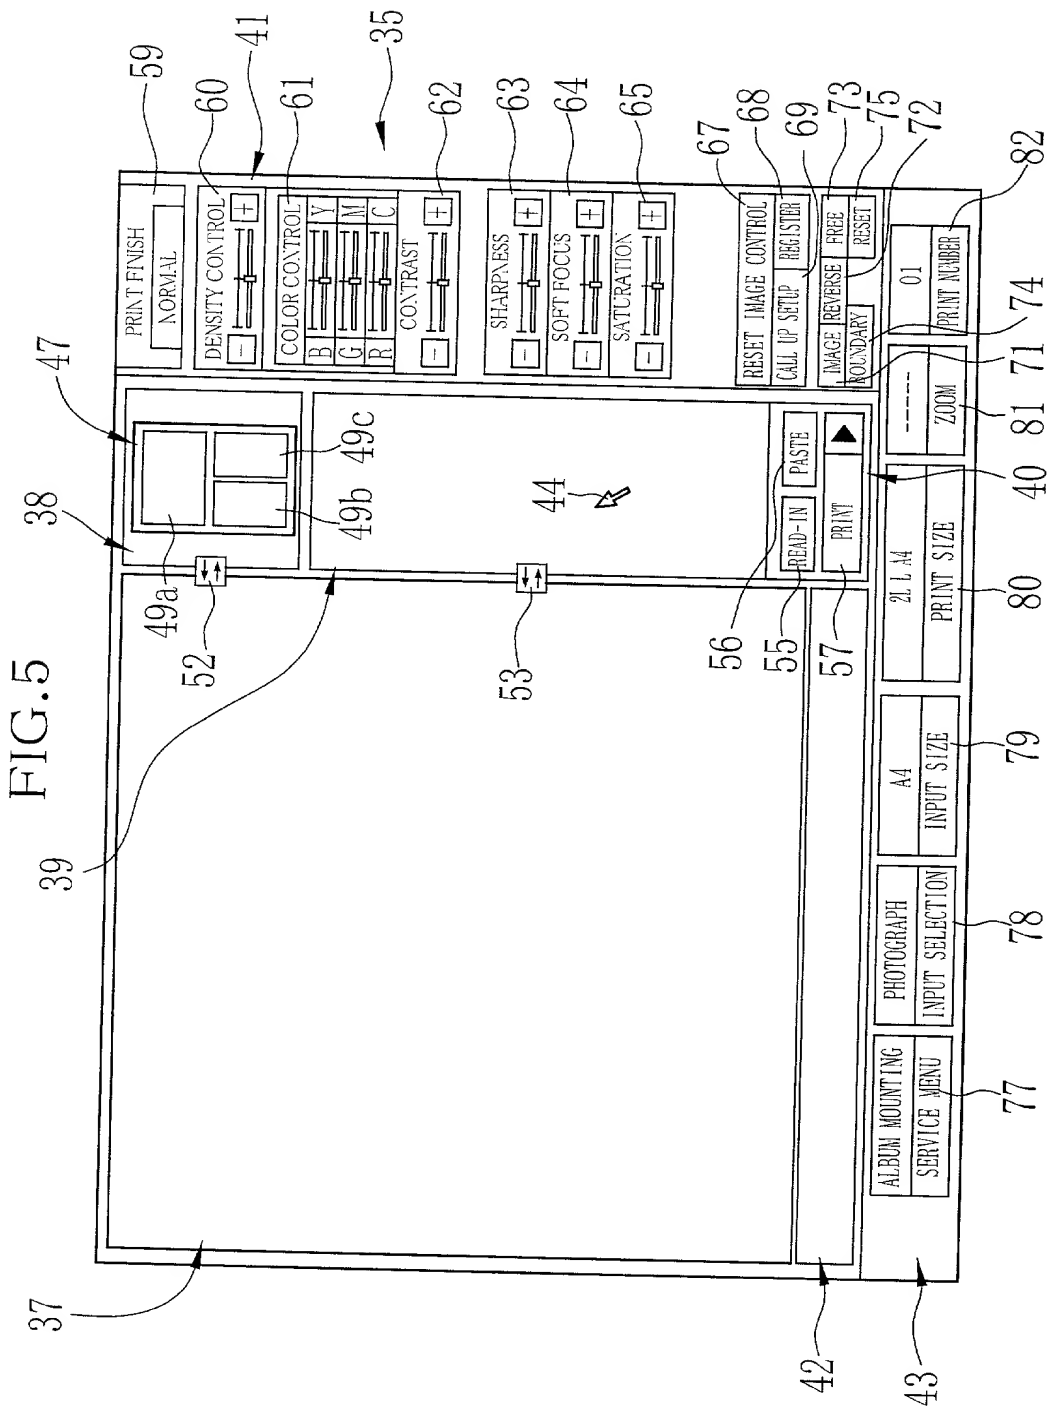 FIG.5
37
39
49a
38
47
59
52
49b
49c
60
41
61
35
53
44
62
63
64
65
56
55
57
67
68
69
73
75
72
42
43
77
78
79
80
40
81
71
74
82
PRINT FINISH
NORMAL
DENSITY CONTROL
− +
COLOR CONTROL
B Y
G M
R C
CONTRAST
− +
SHARPNESS
− +
SOFT FOCUS
− +
SATURATION
− +
RESET IMAGE CONTROL
CALL UP SETUP REGISTER
IMAGE REVERSE FREE
BOUNDARY RESET
READ-IN PASTE
PRINT
ALBUM MOUNTING
SERVICE MENU
PHOTOGRAPH
INPUT SELECTION
A4
INPUT SIZE
2L L A4
PRINT SIZE
------
ZOOM
01
PRINT NUMBER